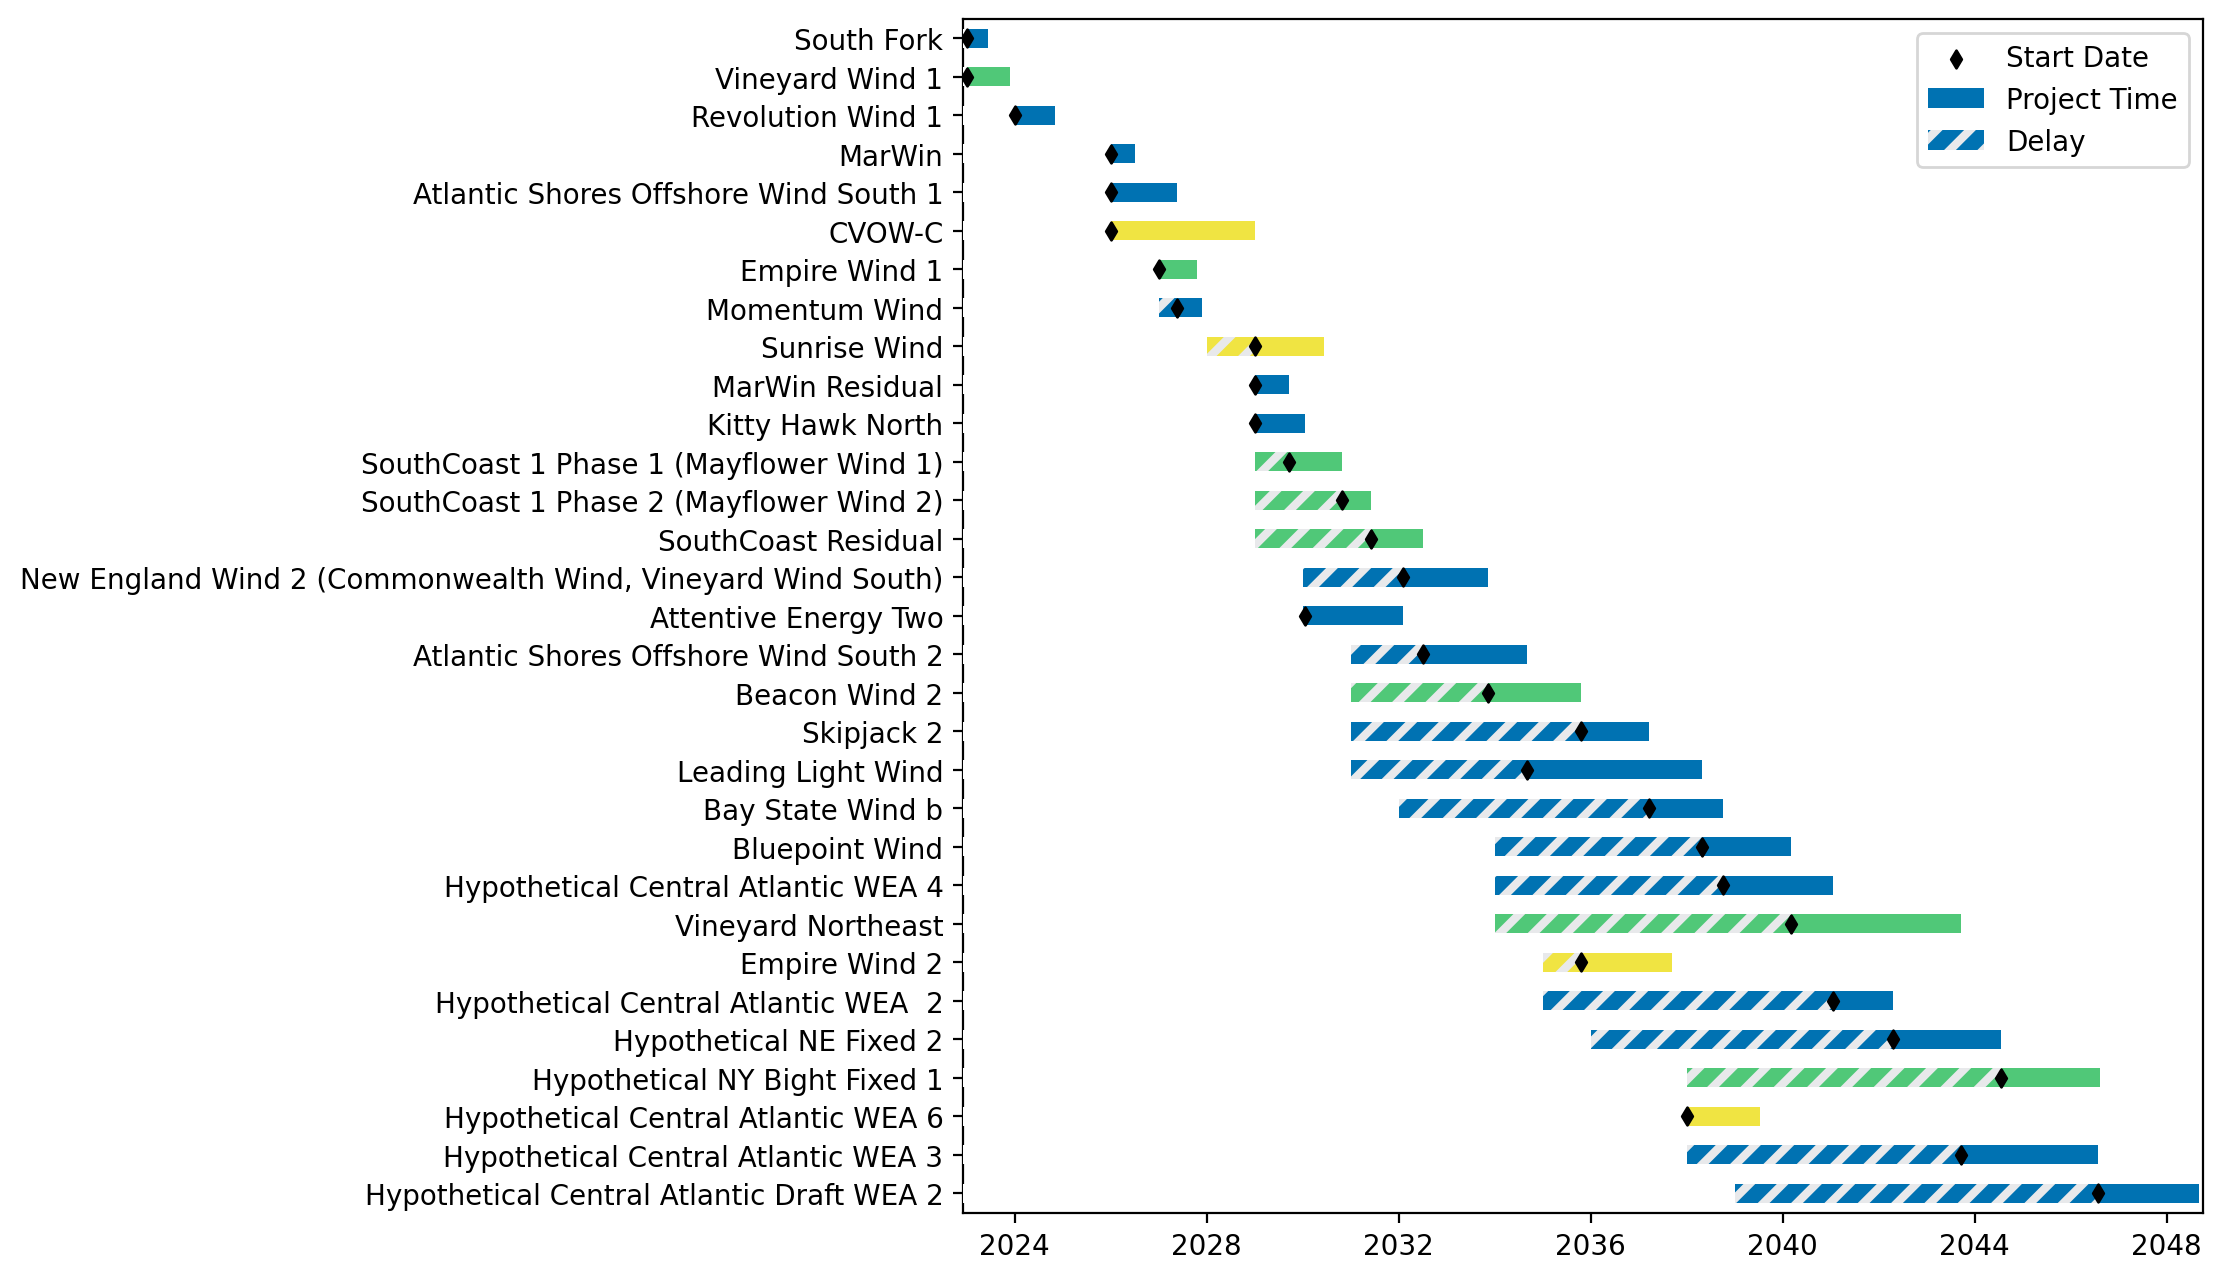 South Fork
Vineyard Wind 1
Revolution Wind 1
MarWin
Atlantic Shores Offshore Wind South 1
CVOW-C
Empire Wind 1
Momentum Wind
Sunrise Wind
MarWin Residual
Kitty Hawk North
SouthCoast 1 Phase 1 (Mayflower Wind 1)
SouthCoast 1 Phase 2 (Mayflower Wind 2)
SouthCoast Residual
New England Wind 2 (Commonwealth Wind, Vineyard Wind South)
Attentive Energy Two
Atlantic Shores Offshore Wind South 2
Beacon Wind 2
Skipjack 2
Leading Light Wind
Bay State Wind b
Bluepoint Wind
Hypothetical Central Atlantic WEA 4
Vineyard Northeast
Empire Wind 2
Hypothetical Central Atlantic WEA  2
Hypothetical NE Fixed 2
Hypothetical NY Bight Fixed 1
Hypothetical Central Atlantic WEA 6
Hypothetical Central Atlantic WEA 3
Hypothetical Central Atlantic Draft WEA 2
Start Date
Project Time
Delay
2024 2028 2032 2036 2040 2044 2048